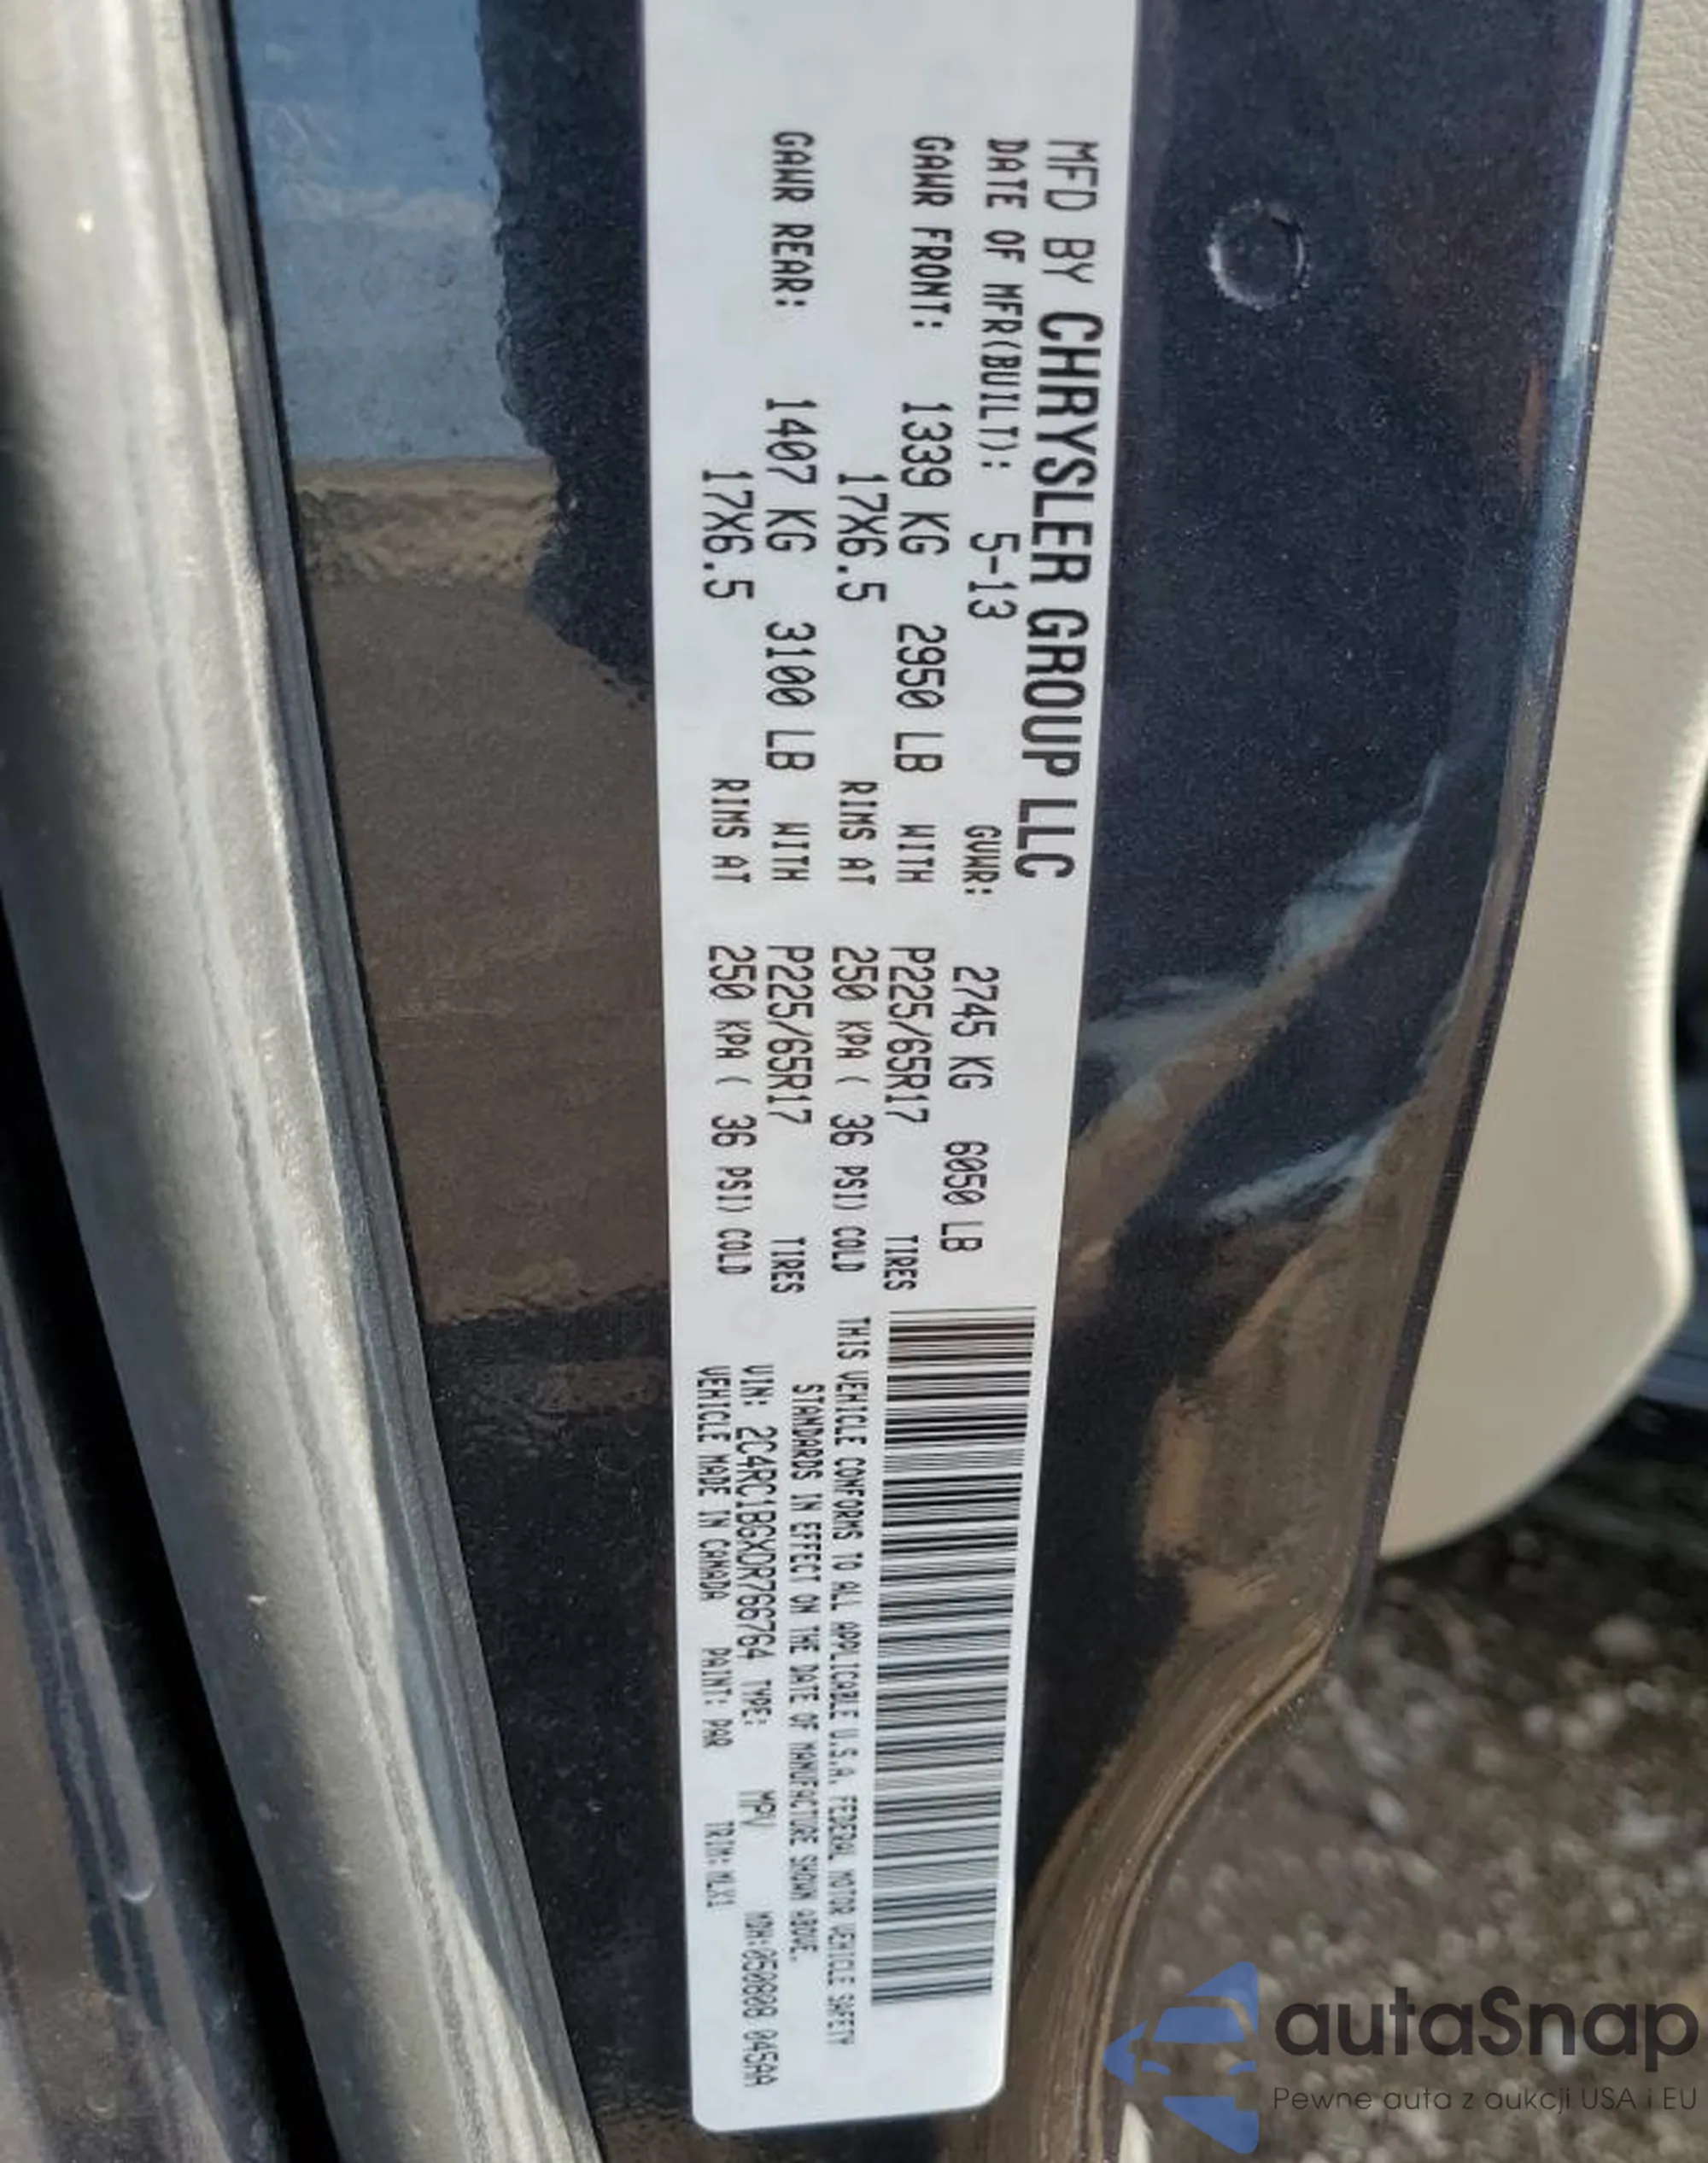 MFD BY CHRYSLER GROUP LLC
DATE OF MFR(BUILT): 5-13 GVWR: 2745 KG 6050 LB
GAWR FRONT: 1339 KG 2950 LB WITH P225/65R17 TIRES
17X6.5 RIMS AT 250 KPA ( 36 PSI) COLD
GAWR REAR: 1407 KG 3100 LB WITH P225/65R17 TIRES
17X6.5 RIMS AT 250 KPA ( 36 PSI) COLD
THIS VEHICLE CONFORMS TO ALL APPLICABLE U.S.A. FEDERAL MOTOR VEHICLE SAFETY
STANDARDS IN EFFECT ON THE DATE OF MANUFACTURE SHOWN ABOVE.
VIN: 2C4RC1BGXDR766764 TYPE: MPV MDH:050808 045AA
VEHICLE MADE IN CANADA PAINT: PAR TRIM:
autaSnap
Pewne auta z aukcji USA i EU